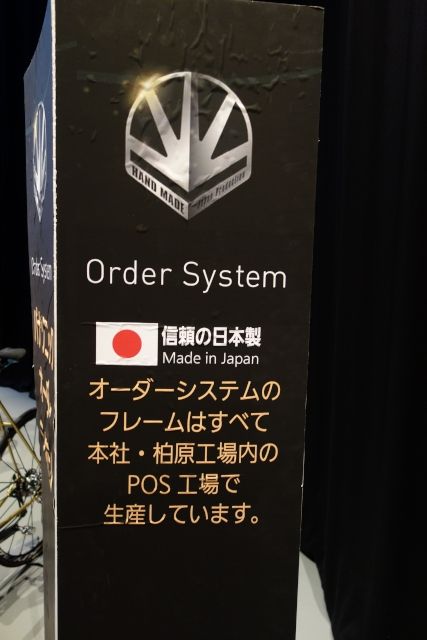 HAND MADE
Order System
信頼の日本製
Made in Japan
オーダーシステムの
フレームはすべて
本社・柏原工場内の
POS 工場で
生産しています。